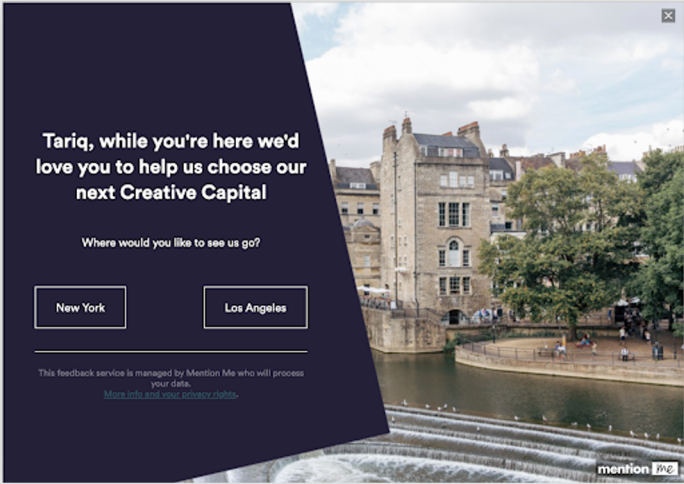 Tariq, while you're here we'd
love you to help us choose our
next Creative Capital
Where would you like to see us go?
New York
Los Angeles
This feedback service is managed by Mention Me who will process
your data.
More info and your privacy rights.
mention me